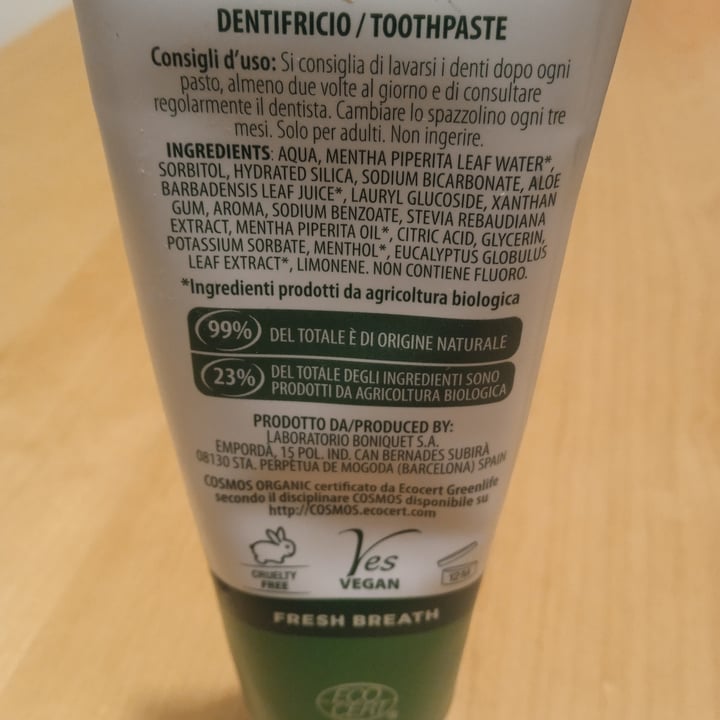 DENTIFRICIO / TOOTHPASTE
Consigli d'uso: Si consiglia di lavarsi i denti dopo ogni
pasto, almeno due volte al giorno e di consultare
regolarmente il dentista. Cambiare lo spazzolino ogni tre
mesi. Solo per adulti. Non ingerire.
INGREDIENTS: AQUA, MENTHA PIPERITA LEAF WATER*,
SORBITOL, HYDRATED SILICA, SODIUM BICARBONATE, ALOE
BARBADENSIS LEAF JUICE*, LAURYL GLUCOSIDE, XANTHAN
GUM, AROMA, SODIUM BENZOATE, STEVIA REBAUDIANA
EXTRACT, MENTHA PIPERITA OIL*, CITRIC ACID, GLYCERIN,
POTASSIUM SORBATE, MENTHOL*, EUCALYPTUS GLOBULUS
LEAF EXTRACT*, LIMONENE. NON CONTIENE FLUORO.
*Ingredienti prodotti da agricoltura biologica
99% DEL TOTALE È DI ORIGINE NATURALE
23% DEL TOTALE DEGLI INGREDIENTI SONO
PRODOTTI DA AGRICOLTURA BIOLOGICA
PRODOTTO DA/PRODUCED BY:
LABORATORIO BONIQUET S.A.
EMPORDÀ, 15 POL. IND. CAN BERNADES SUBIRÀ
08130 STA. PERPÈTUA DE MOGODA (BARCELONA) SPAIN
COSMOS ORGANIC certificato da Ecocert Greenlife
secondo il disciplinare COSMOS disponibile su
http://COSMOS.ecocert.com
CRUELTY
FREE
Yes
VEGAN
12M
FRESH BREATH
ECO
CERT